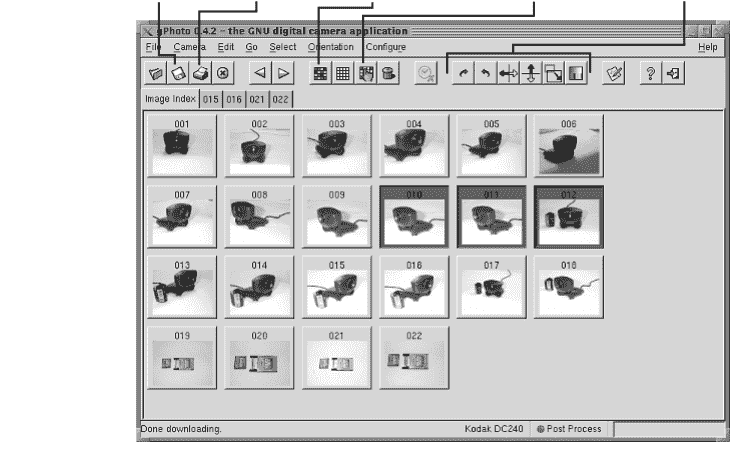 gPhoto 0.4.2 – the GNU digital camera application
File Camera Edit Go Select Orientation Configure Help
Image Index 015 016 021 022
001 002 003 004 005 006
007 008 009 010 011 012
013 014 015 016 017 018
019 020 021 022
Done downloading. Kodak DC240 Post Process